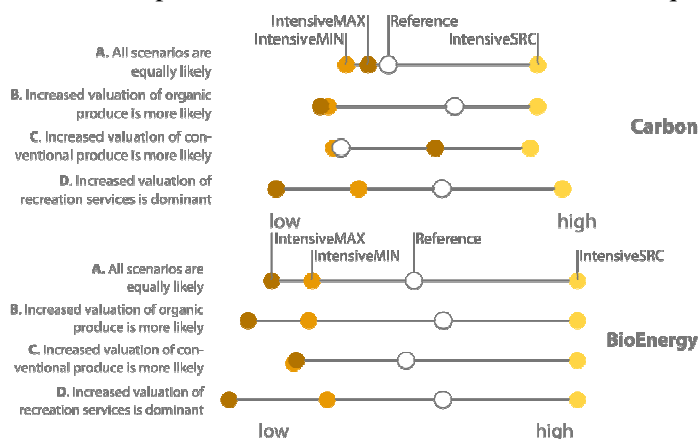 IntensiveMAX Reference
IntensiveMIN IntensiveSRC
A. All scenarios are
equally likely
B. Increased valuation of organic
produce is more likely
C. Increased valuation of con-
ventional produce is more likely
Carbon
D. Increased valuation of
recreation services is dominant
low high
IntensiveMAX Reference
IntensiveMIN IntensiveSRC
A. All scenarios are
equally likely
B. Increased valuation of organic
produce is more likely
BioEnergy
C. Increased valuation of con-
ventional produce is more likely
D. Increased valuation of
recreation services is dominant
low high